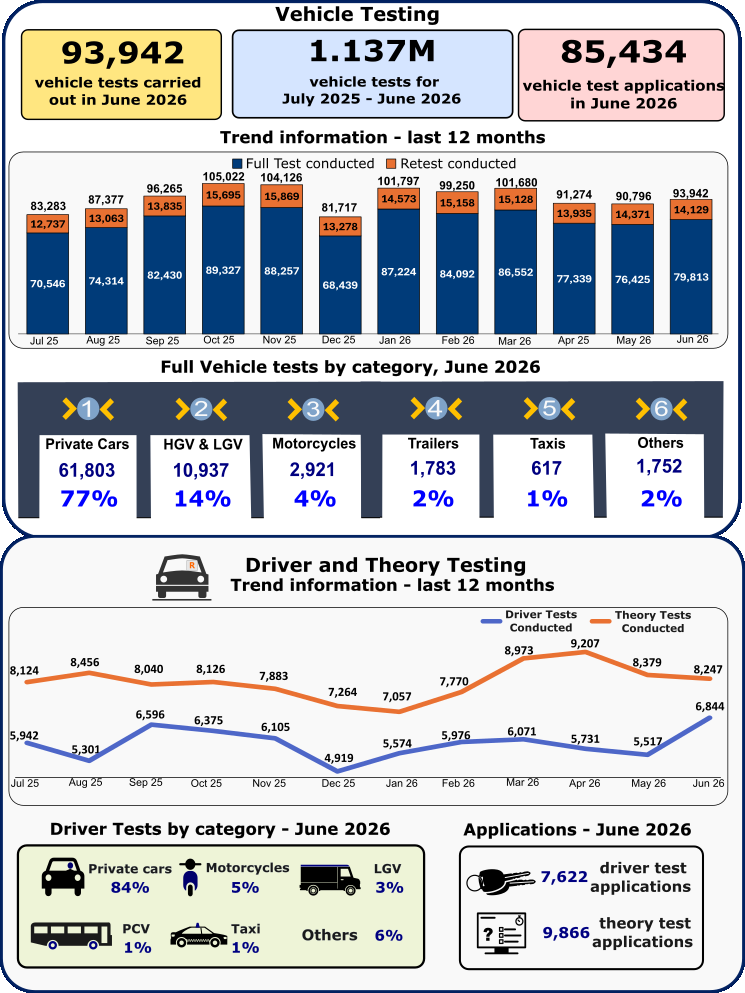 Vehicle Testing
93,942
vehicle tests carried
out in June 2026
1.137M
vehicle tests for
July 2025 - June 2026
85,434
vehicle test applications
in June 2026
Trend information - last 12 months
Full Test conducted Retest conducted
83,283 87,377 96,265 105,022 104,126 81,717 101,797 99,250 101,680 91,274 90,796 93,942
12,737 13,063 13,835 15,695 15,869 13,278 14,573 15,158 15,128 13,935 14,371 14,129
70,546 74,314 82,430 89,327 88,257 68,439 87,224 84,092 86,552 77,339 76,425 79,813
Jul 25 Aug 25 Sep 25 Oct 25 Nov 25 Dec 25 Jan 26 Feb 26 Mar 26 Apr 25 May 26 Jun 26
Full Vehicle tests by category, June 2026
1 2 3 4 5 6
Private Cars HGV & LGV Motorcycles Trailers Taxis Others
61,803 10,937 2,921 1,783 617 1,752
77% 14% 4% 2% 1% 2%
R
Driver and Theory Testing
Trend information - last 12 months
Driver Tests Conducted
Theory Tests Conducted
8,124 8,456 8,040 8,126 7,883 7,264 7,057 7,770 8,973 9,207 8,379 8,247
5,942 5,301 6,596 6,375 6,105 4,919 5,574 5,976 6,071 5,731 5,517 6,844
Jul 25 Aug 25 Sep 25 Oct 25 Nov 25 Dec 25 Jan 26 Feb 26 Mar 26 Apr 26 May 26 Jun 26
Driver Tests by category - June 2026
Private cars
84%
Motorcycles
5%
LGV
3%
PCV
1%
Taxi
1%
Others 6%
Applications - June 2026
7,622 driver test
applications
?
9,866 theory test
applications